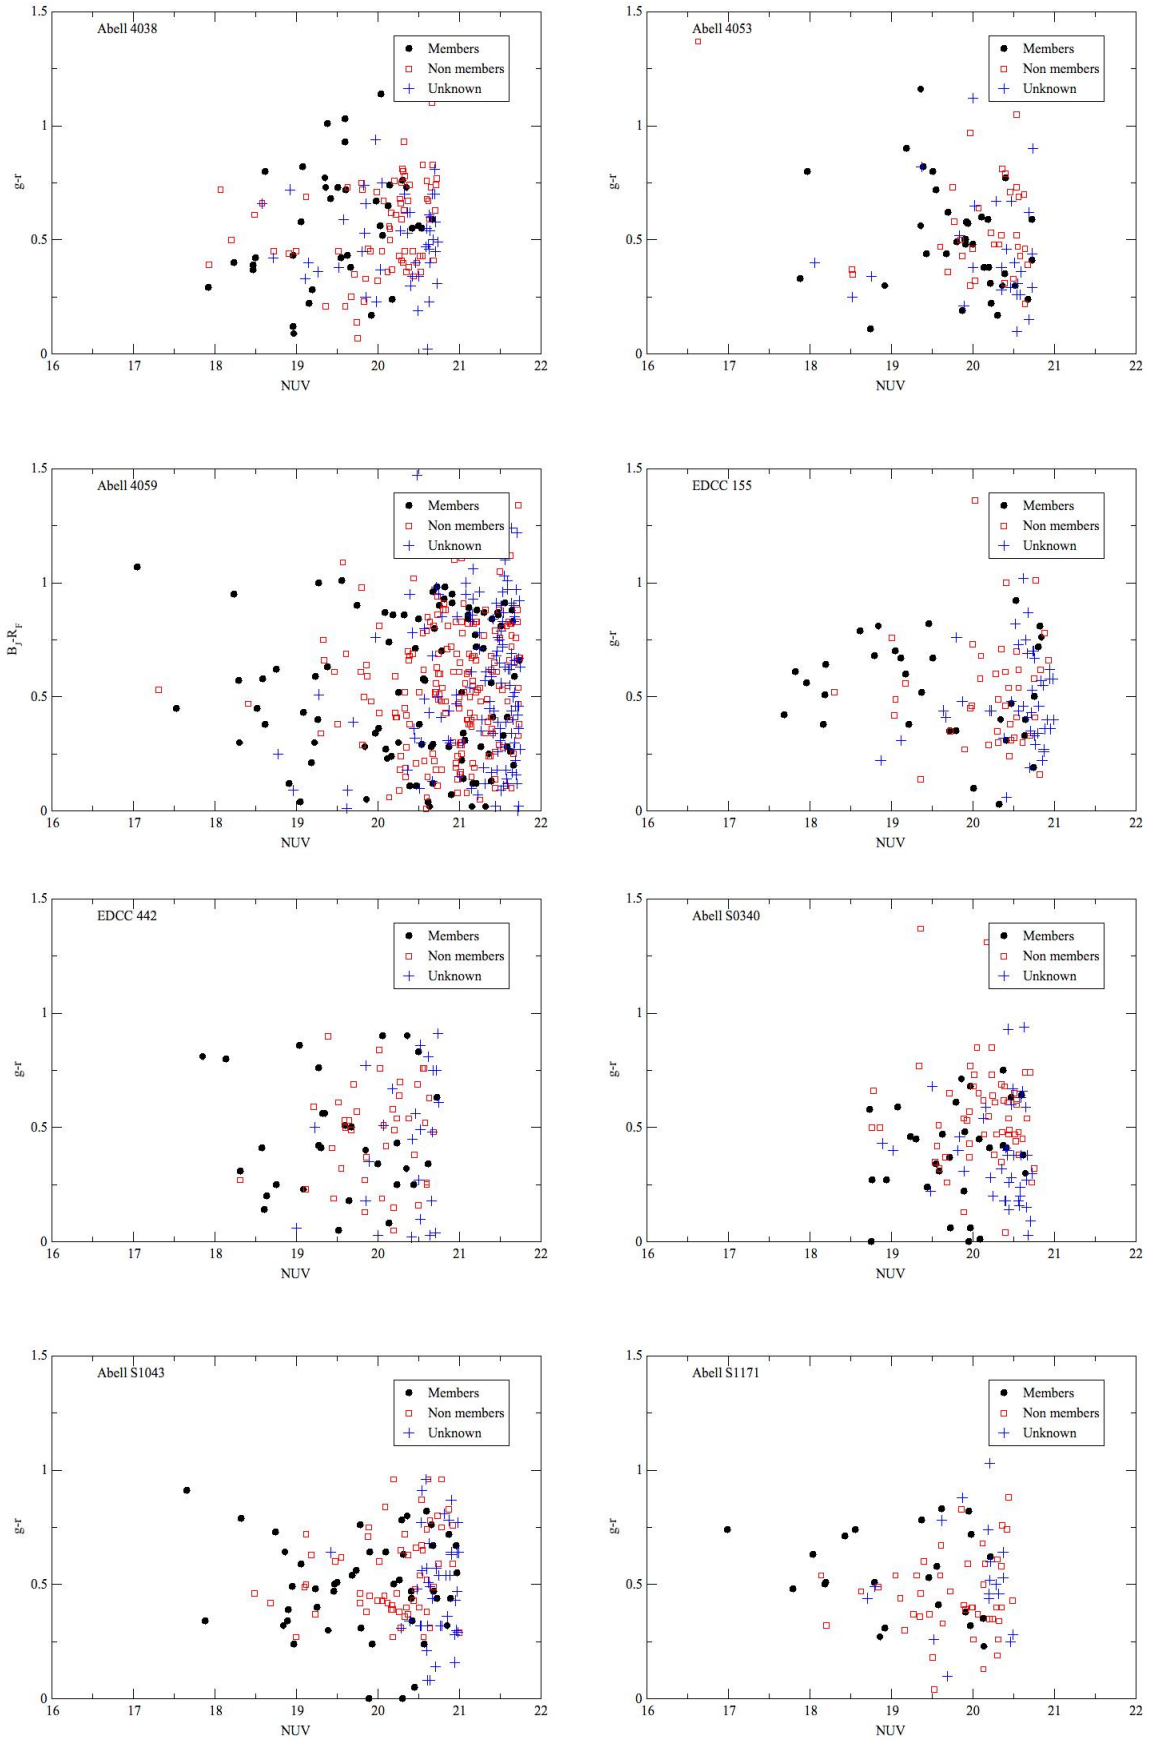 Abell 4038
Members
Non members
Unknown
g-r
0
0.5
1
1.5
16 17 18 19 20 21 22
NUV
Abell 4053
Members
Non members
Unknown
g-r
0
0.5
1
1.5
16 17 18 19 20 21 22
NUV
Abell 4059
Members
Non members
Unknown
B_J-R_F
0
0.5
1
1.5
16 17 18 19 20 21 22
NUV
EDCC 155
Members
Non members
Unknown
g-r
0
0.5
1
1.5
16 17 18 19 20 21 22
NUV
EDCC 442
Members
Non members
Unknown
g-r
0
0.5
1
1.5
16 17 18 19 20 21 22
NUV
Abell S0340
Members
Non members
Unknown
g-r
0
0.5
1
1.5
16 17 18 19 20 21 22
NUV
Abell S1043
Members
Non members
Unknown
g-r
0
0.5
1
1.5
16 17 18 19 20 21 22
NUV
Abell S1171
Members
Non members
Unknown
g-r
0
0.5
1
1.5
16 17 18 19 20 21 22
NUV